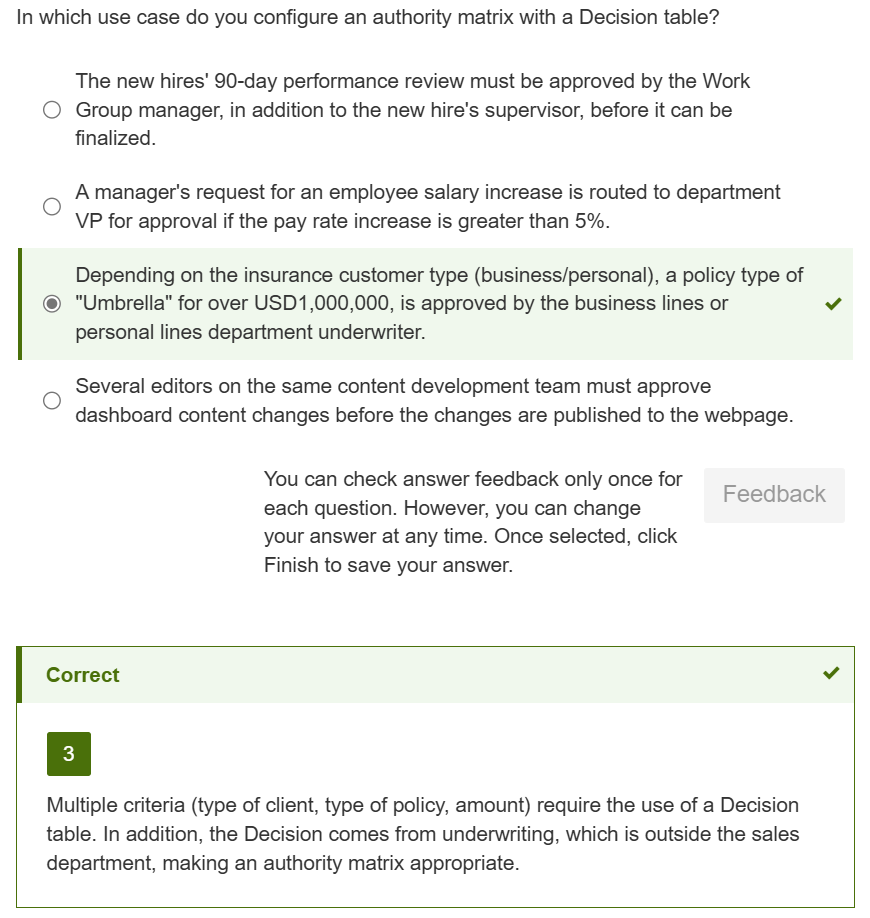 In which use case do you configure an authority matrix with a Decision table?
The new hires' 90-day performance review must be approved by the Work
Group manager, in addition to the new hire's supervisor, before it can be
finalized.
A manager's request for an employee salary increase is routed to department
VP for approval if the pay rate increase is greater than 5%.
Depending on the insurance customer type (business/personal), a policy type of
"Umbrella" for over USD1,000,000, is approved by the business lines or
personal lines department underwriter.
Several editors on the same content development team must approve
dashboard content changes before the changes are published to the webpage.
You can check answer feedback only once for
each question. However, you can change
your answer at any time. Once selected, click
Finish to save your answer.
Feedback
Correct
3
Multiple criteria (type of client, type of policy, amount) require the use of a Decision
table. In addition, the Decision comes from underwriting, which is outside the sales
department, making an authority matrix appropriate.